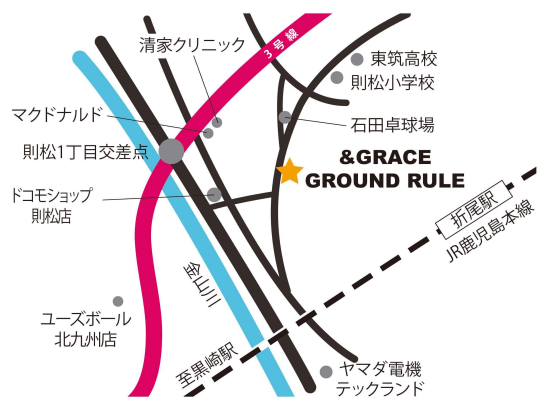 清家クリニック
3号線
東筑高校
則松小学校
マクドナルド
石田卓球場
則松1丁目交差点
&GRACE
GROUND RULE
ドコモショップ
則松店
折尾駅
JR鹿児島本線
金山川
ユーズボール
北九州店
至黒崎駅
ヤマダ電機
テックランド